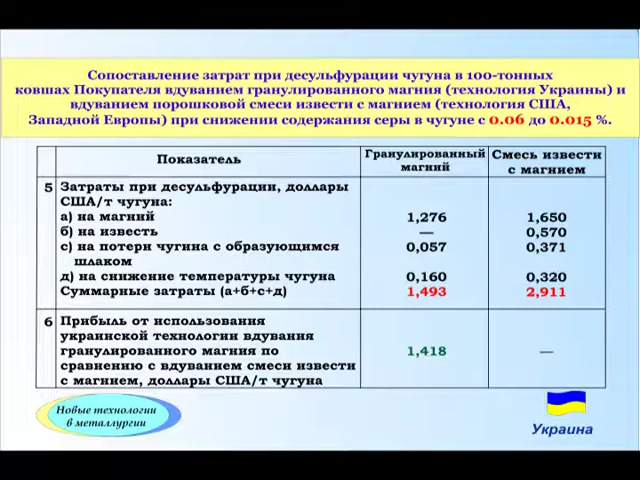 Сопоставление затрат при десульфурации чугуна в 100-тонных
ковшах Покупателя вдуванием гранулированного магния (технология Украины) и
вдуванием порошковой смеси извести с магнием (технология США,
Западной Европы) при снижении содержания серы в чугуне с 0.06 до 0.015 %.
Показатель
Гранулированный
магний
Смесь извести
с магнием
5 Затраты при десульфурации, доллары
США/т чугуна:
а) на магний 1,276 1,650
б) на известь — 0,570
с) на потери чугина с образующимся 0,057 0,371
шлаком
д) на снижение температуры чугуна 0,160 0,320
Суммарные затраты (а+б+с+д) 1,493 2,911
6 Прибыль от использования
украинской технологии вдувания
гранулированного магния по 1,418 —
сравнению с вдуванием смеси извести
с магнием, доллары США/т чугуна
Новые технологии
в металлургии
Украина